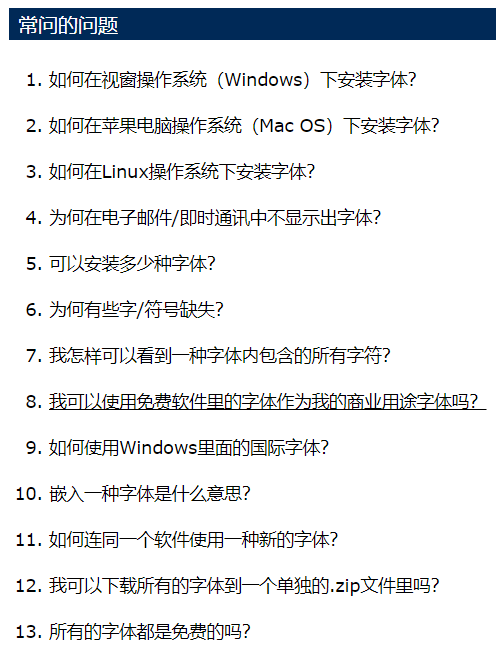 常问的问题
1. 如何在视窗操作系统（Windows）下安装字体?
2. 如何在苹果电脑操作系统（Mac OS）下安装字体?
3. 如何在Linux操作系统下安装字体?
4. 为何在电子邮件/即时通讯中不显示出字体?
5. 可以安装多少种字体?
6. 为何有些字/符号缺失?
7. 我怎样可以看到一种字体内包含的所有字符?
8. 我可以使用免费软件里的字体作为我的商业用途字体吗?
9. 如何使用Windows里面的国际字体?
10. 嵌入一种字体是什么意思?
11. 如何连同一个软件使用一种新的字体?
12. 我可以下载所有的字体到一个单独的.zip文件里吗?
13. 所有的字体都是免费的吗?